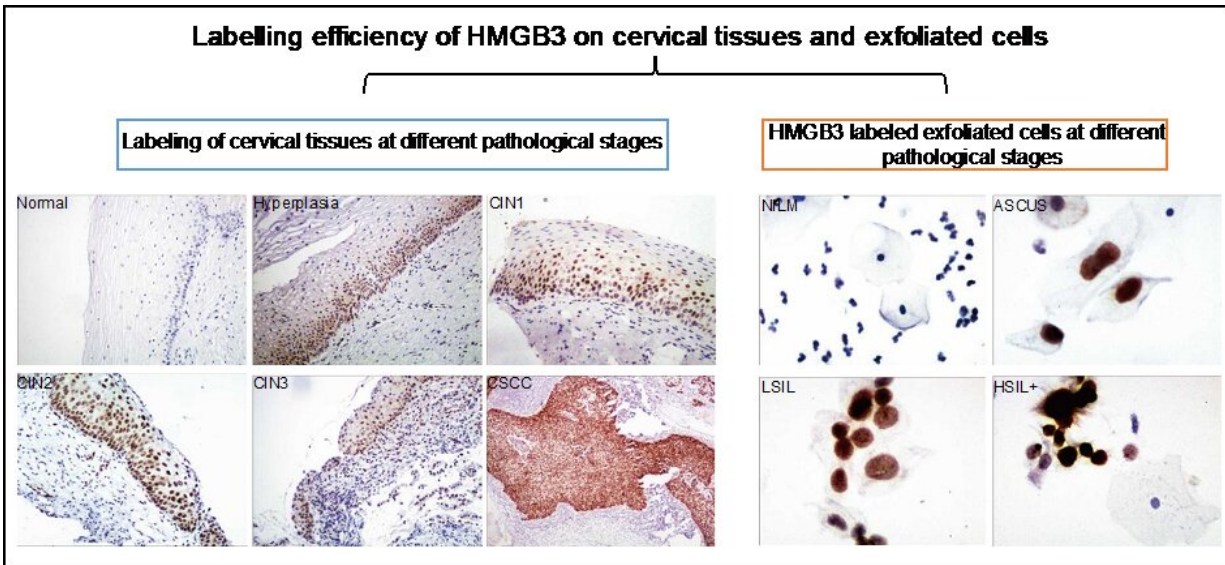 Labelling efficiency of HMGB3 on cervical tissues and exfoliated cells
Labeling of cervical tissues at different pathological stages
HMGB3 labeled exfoliated cells at different
pathological stages
Normal
Hyperplasia
CIN1
NILM
ASCUS
CIN2
CIN3
CSCC
LSIL
HSIL+